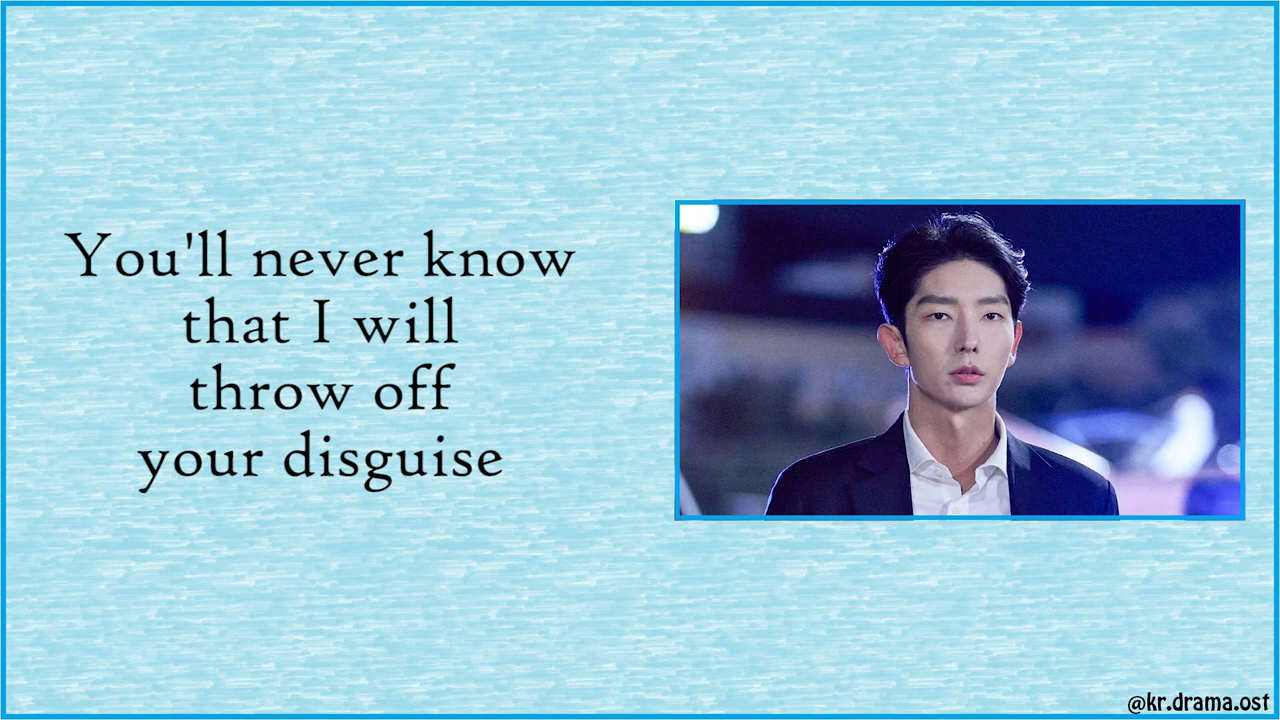 You'll never know
that I will
throw off
your disguise
@kr.drama.ost